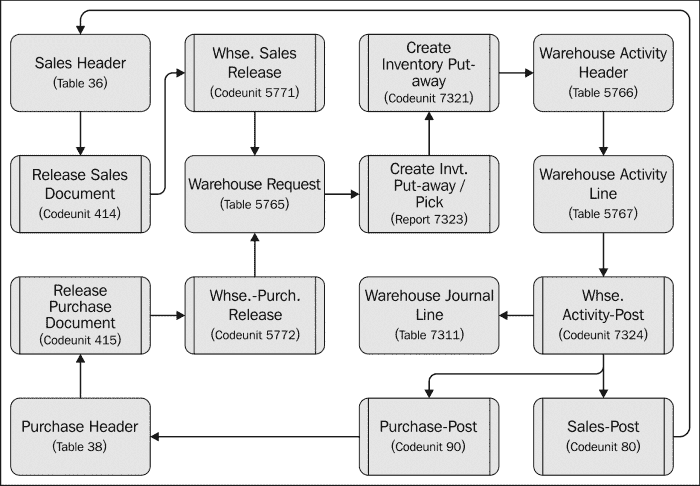 Sales Header
(Table 36)
Whse. Sales
Release
(Codeunit 5771)
Create
Inventory Put-
away
(Codeunit 7321)
Warehouse Activity
Header
(Table 5766)
Release Sales
Document
(Codeunit 414)
Warehouse Request
(Table 5765)
Create Invt.
Put-away /
Pick
(Report 7323)
Warehouse Activity
Line
(Table 5767)
Release
Purchase
Document
(Codeunit 415)
Whse.-Purch.
Release
(Codeunit 5772)
Warehouse Journal
Line
(Table 7311)
Whse.
Activity-Post
(Codeunit 7324)
Purchase Header
(Table 38)
Purchase-Post
(Codeunit 90)
Sales-Post
(Codeunit 80)